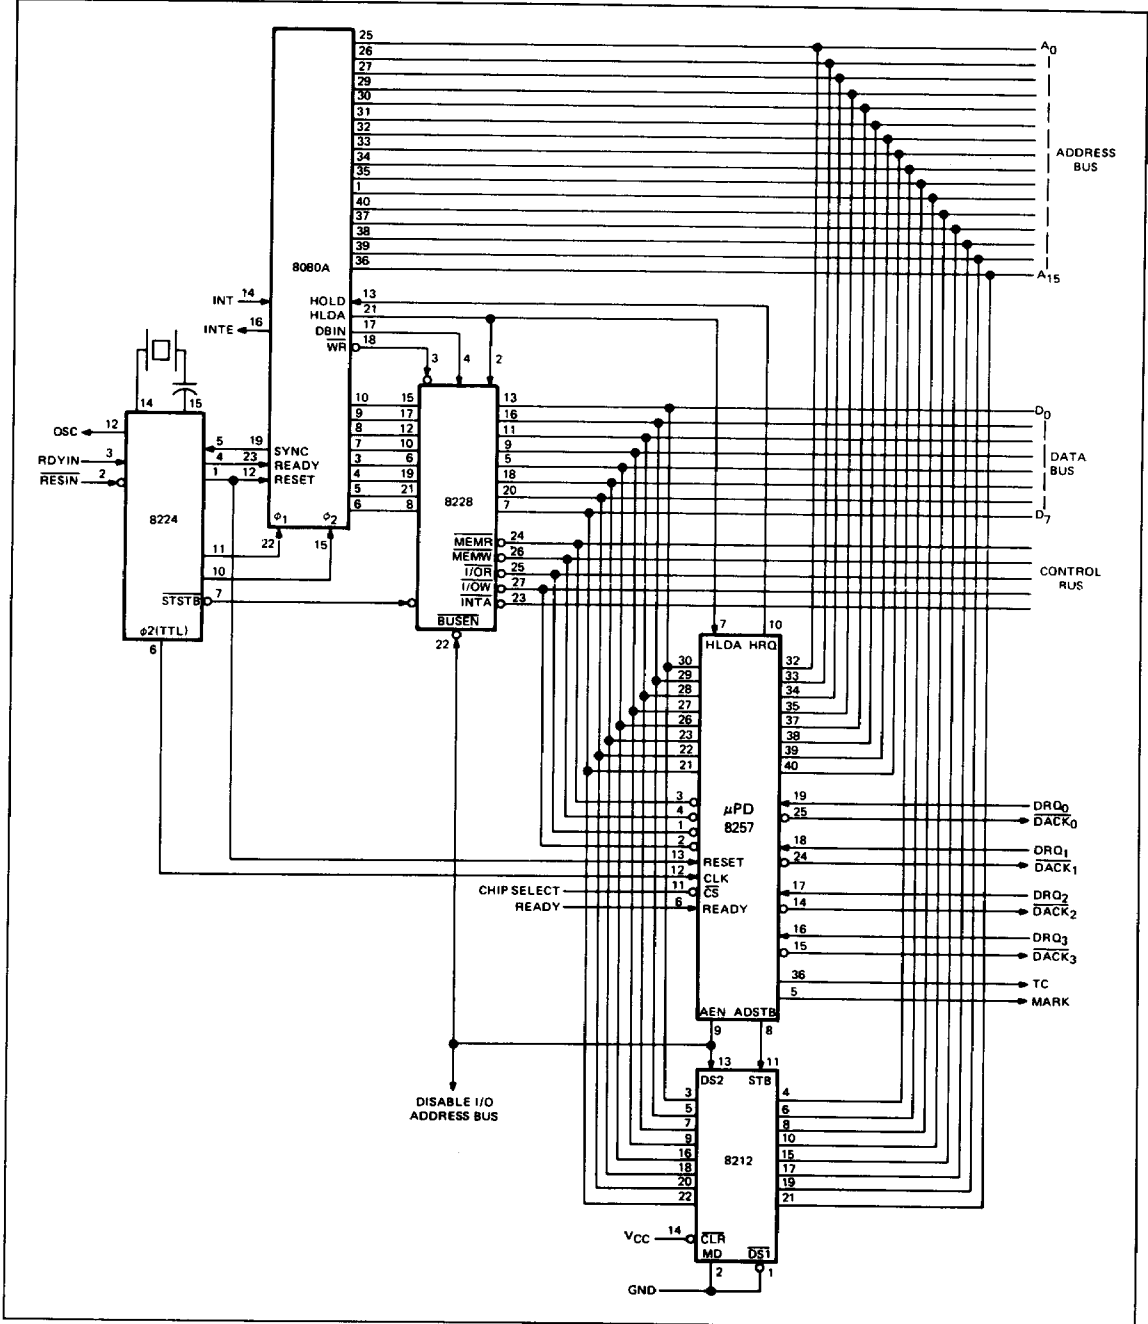 25
26
27
29
30
31
32
33
34
35
1
40
37
38
39
36
A0
ADDRESS
BUS
A15
8080A
INT 14
INTE 16
HOLD 13
HLDA 21
DBIN 17
WR 18
3 4 2
14 15
OSC 12
RDYIN 3
RESIN 2
5 19 SYNC
4 23 READY
1 12 RESET
8224
φ1 φ2
11 22
10 15
STSTB 7
φ2(TTL)
6
10 15
9 17
8 12
7 10
3 6
4 19
5 21
6 8
8228
13
16
11
9
5
18
20
7
D0
DATA
BUS
D7
MEMR 24
MEMW 26
I/OR 25
I/OW 27
INTA 23
CONTROL
BUS
BUSEN
22
7 10
HLDA HRQ
30 32
29 33
28 34
27 35
26 37
23 38
22 39
21 40
3
4
1
2
μPD
8257
13 RESET
12 CLK
CHIP SELECT 11 CS
READY 6 READY
19 DRQ0
25 DACK0
18 DRQ1
24 DACK1
17 DRQ2
14 DACK2
16 DRQ3
15 DACK3
36 TC
5 MARK
AEN ADSTB
9 8
DISABLE I/O
ADDRESS BUS
13 11
DS2 STB
3 4
5 6
7 8
9 10
16 15
18 17
20 19
22 21
8212
VCC 14 CLR
MD DS1
2 1
GND